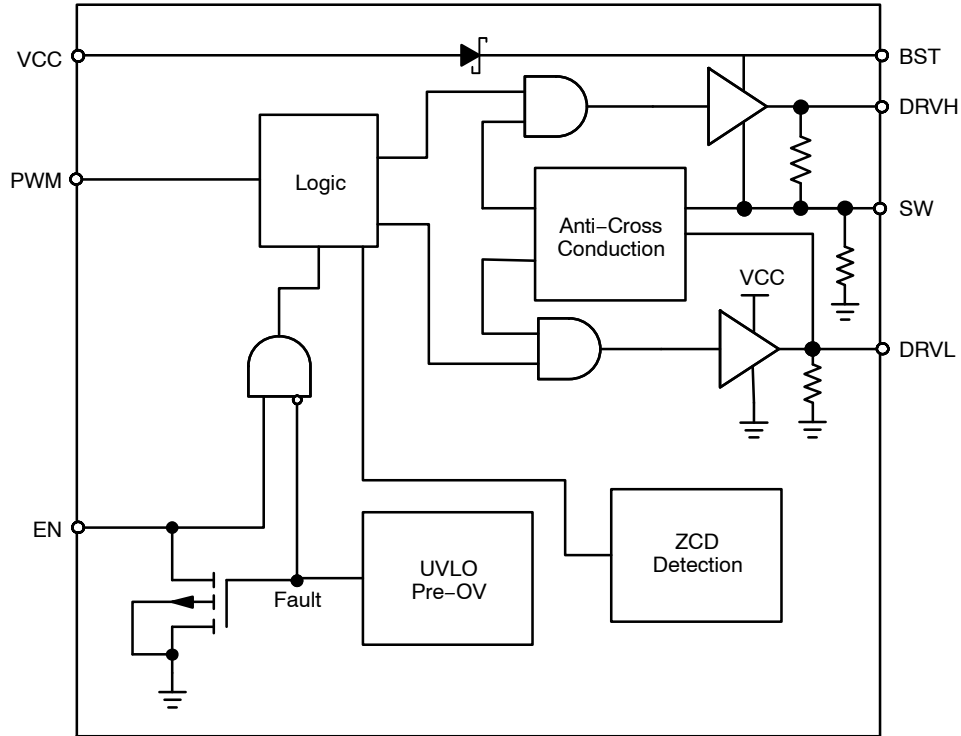 VCC
BST
DRVH
PWM
Logic
Anti−Cross
Conduction
SW
VCC
DRVL
EN
UVLO
Pre−OV
ZCD
Detection
Fault